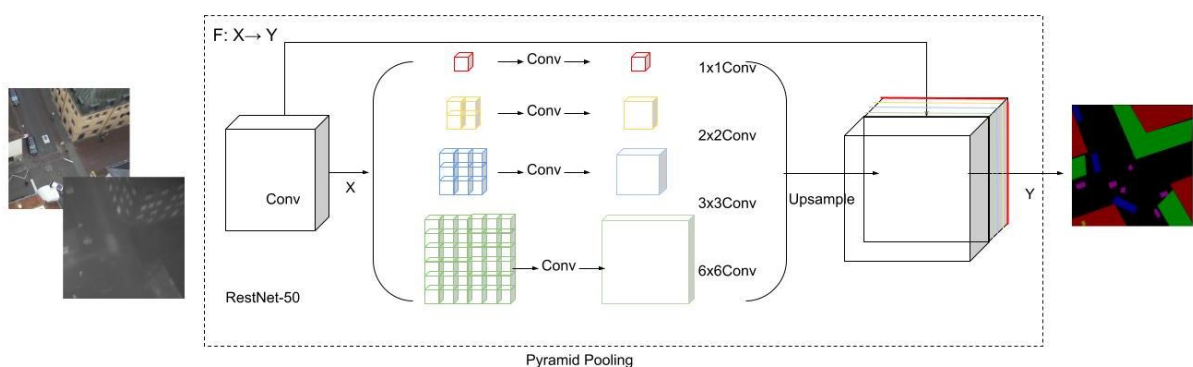 F: X→ Y
Conv
1x1Conv
Conv
2x2Conv
Conv
3x3Conv
Conv
6x6Conv
Conv
X
Upsample
Y
RestNet-50
Pyramid Pooling